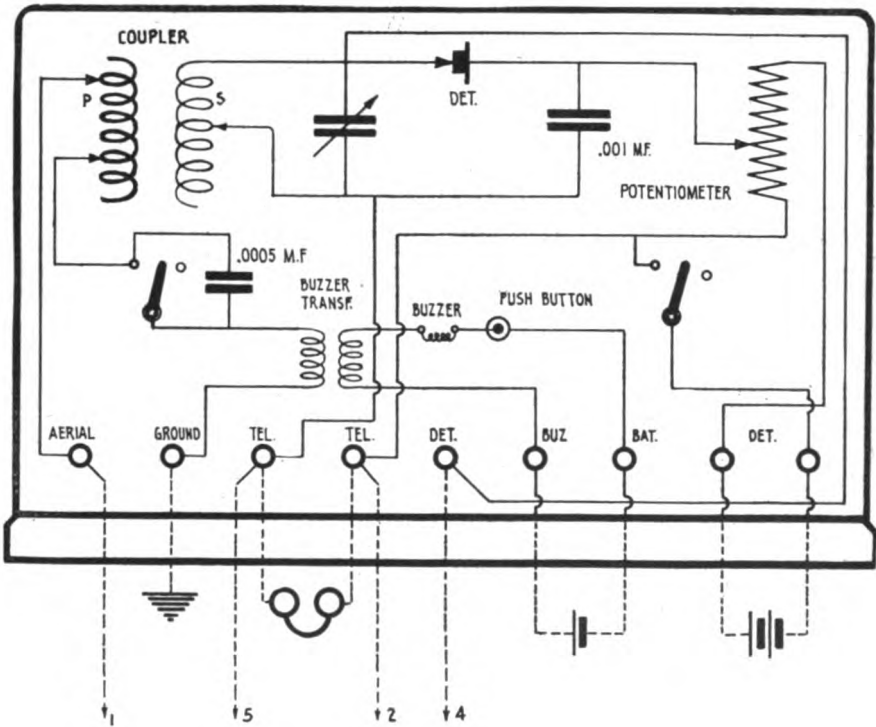 COUPLER
P
S
DET.
.001 M.F.
POTENTIOMETER
.0005 M.F
BUZZER
TRANSF.
BUZZER
PUSH BUTTON
AERIAL
GROUND
TEL.
TEL.
DET.
BUZ
BAT.
DET.
1
5
2
4